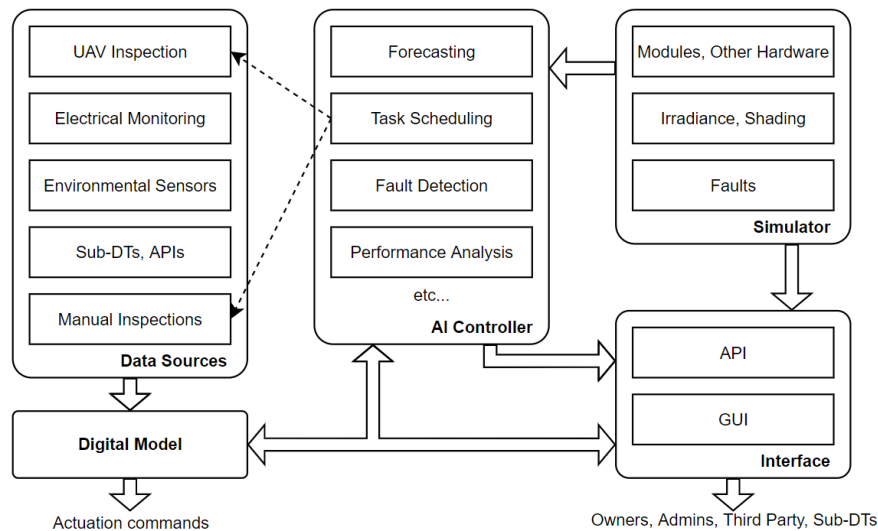 UAV Inspection
Electrical Monitoring
Environmental Sensors
Sub-DTs, APIs
Manual Inspections
Data Sources
Forecasting
Task Scheduling
Fault Detection
Performance Analysis
etc...
AI Controller
Modules, Other Hardware
Irradiance, Shading
Faults
Simulator
API
GUI
Interface
Digital Model
Actuation commands
Owners, Admins, Third Party, Sub-DTs